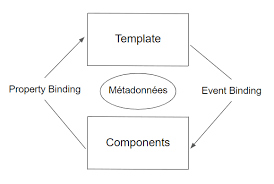 Template
Property Binding
Métadonnées
Event Binding
Components